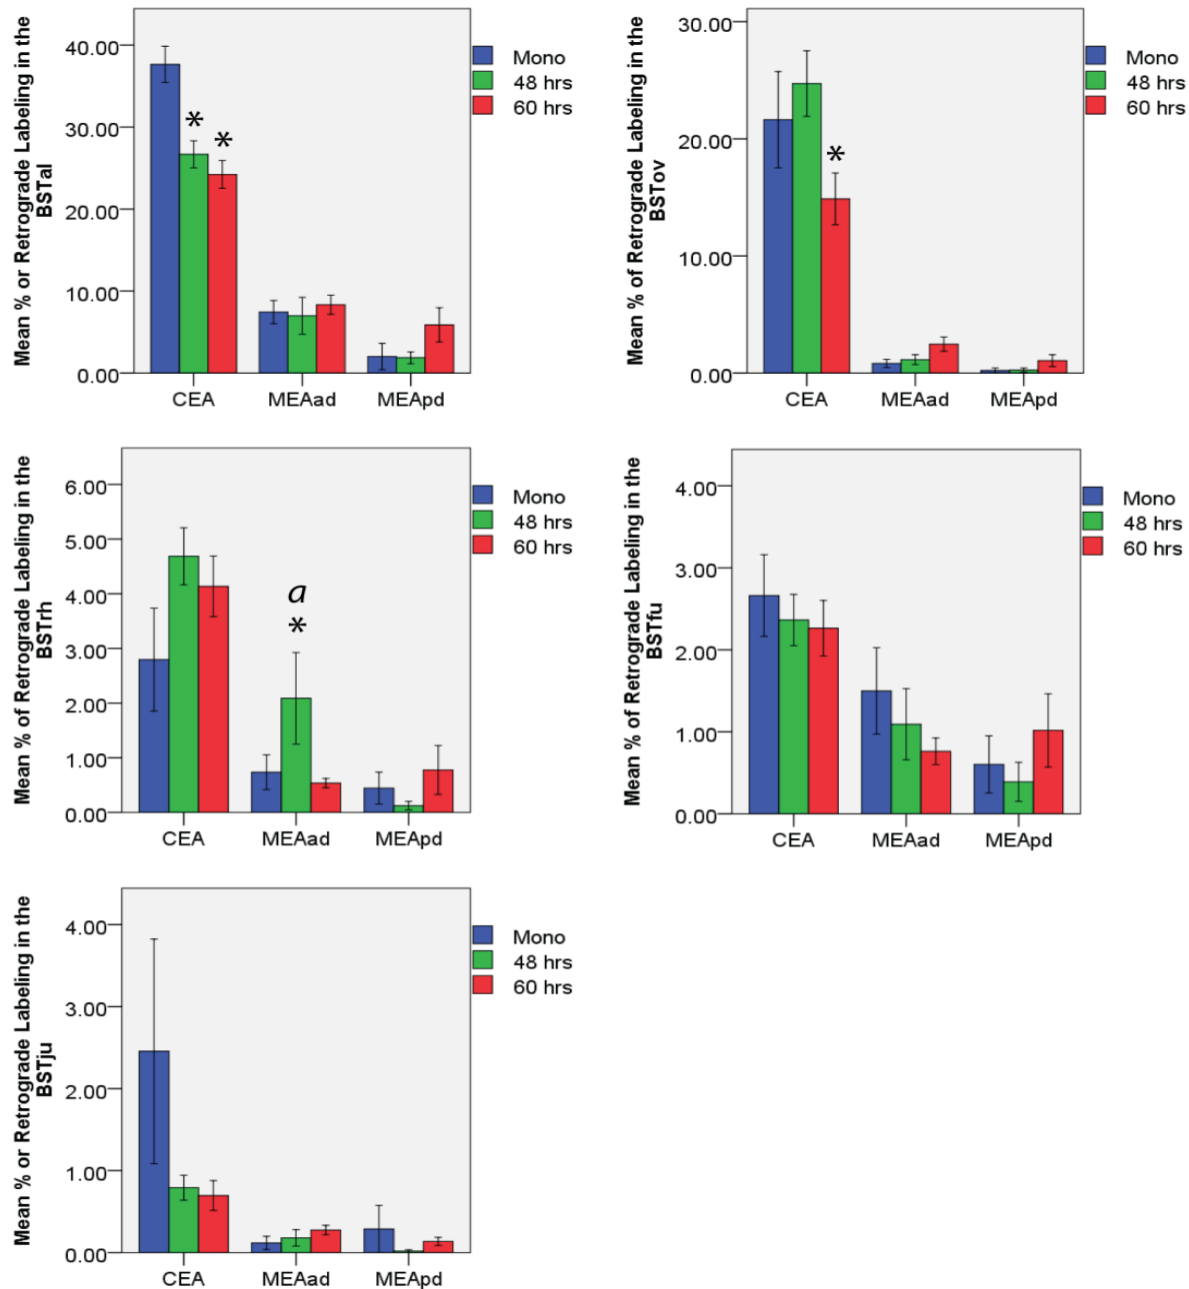 Mean % or Retrograde Labeling in the
BSTal
40.00
30.00
20.00
10.00
0.00
*
*
CEA MEAad MEApd
Mono
48 hrs
60 hrs
Mean % of Retrograde Labeling in the
BSTov
30.00
20.00
10.00
0.00
*
CEA MEAad MEApd
Mono
48 hrs
60 hrs
Mean % of Retrograde Labeling in the
BSTrh
6.00
5.00
4.00
3.00
2.00
1.00
0.00
a
*
CEA MEAad MEApd
Mono
48 hrs
60 hrs
Mean % of Retrograde Labeling in the
BSTfu
4.00
3.00
2.00
1.00
0.00
CEA MEAad MEApd
Mono
48 hrs
60 hrs
Mean % or Retrograde Labeling in the
BSTju
4.00
3.00
2.00
1.00
0.00
CEA MEAad MEApd
Mono
48 hrs
60 hrs